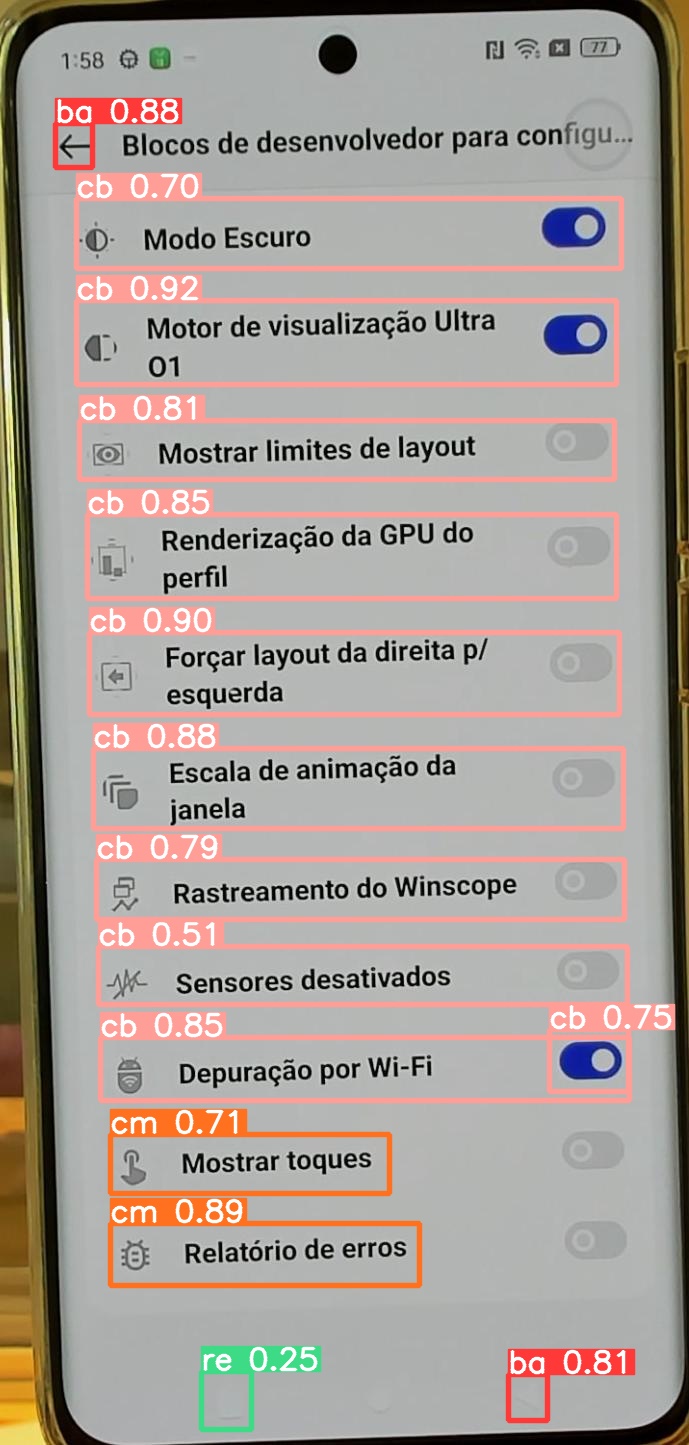 1:58
77
ba 0.88
Blocos de desenvolvedor para configu...
cb 0.70
Modo Escuro
cb 0.92
Motor de visualização Ultra
O1
cb 0.81
Mostrar limites de layout
cb 0.85
Renderização da GPU do
perfil
cb 0.90
Forçar layout da direita p/
esquerda
cb 0.88
Escala de animação da
janela
cb 0.79
Rastreamento do Winscope
cb 0.51
Sensores desativados
cb 0.85
cb 0.75
Depuração por Wi-Fi
cm 0.71
Mostrar toques
cm 0.89
Relatório de erros
re 0.25
ba 0.81